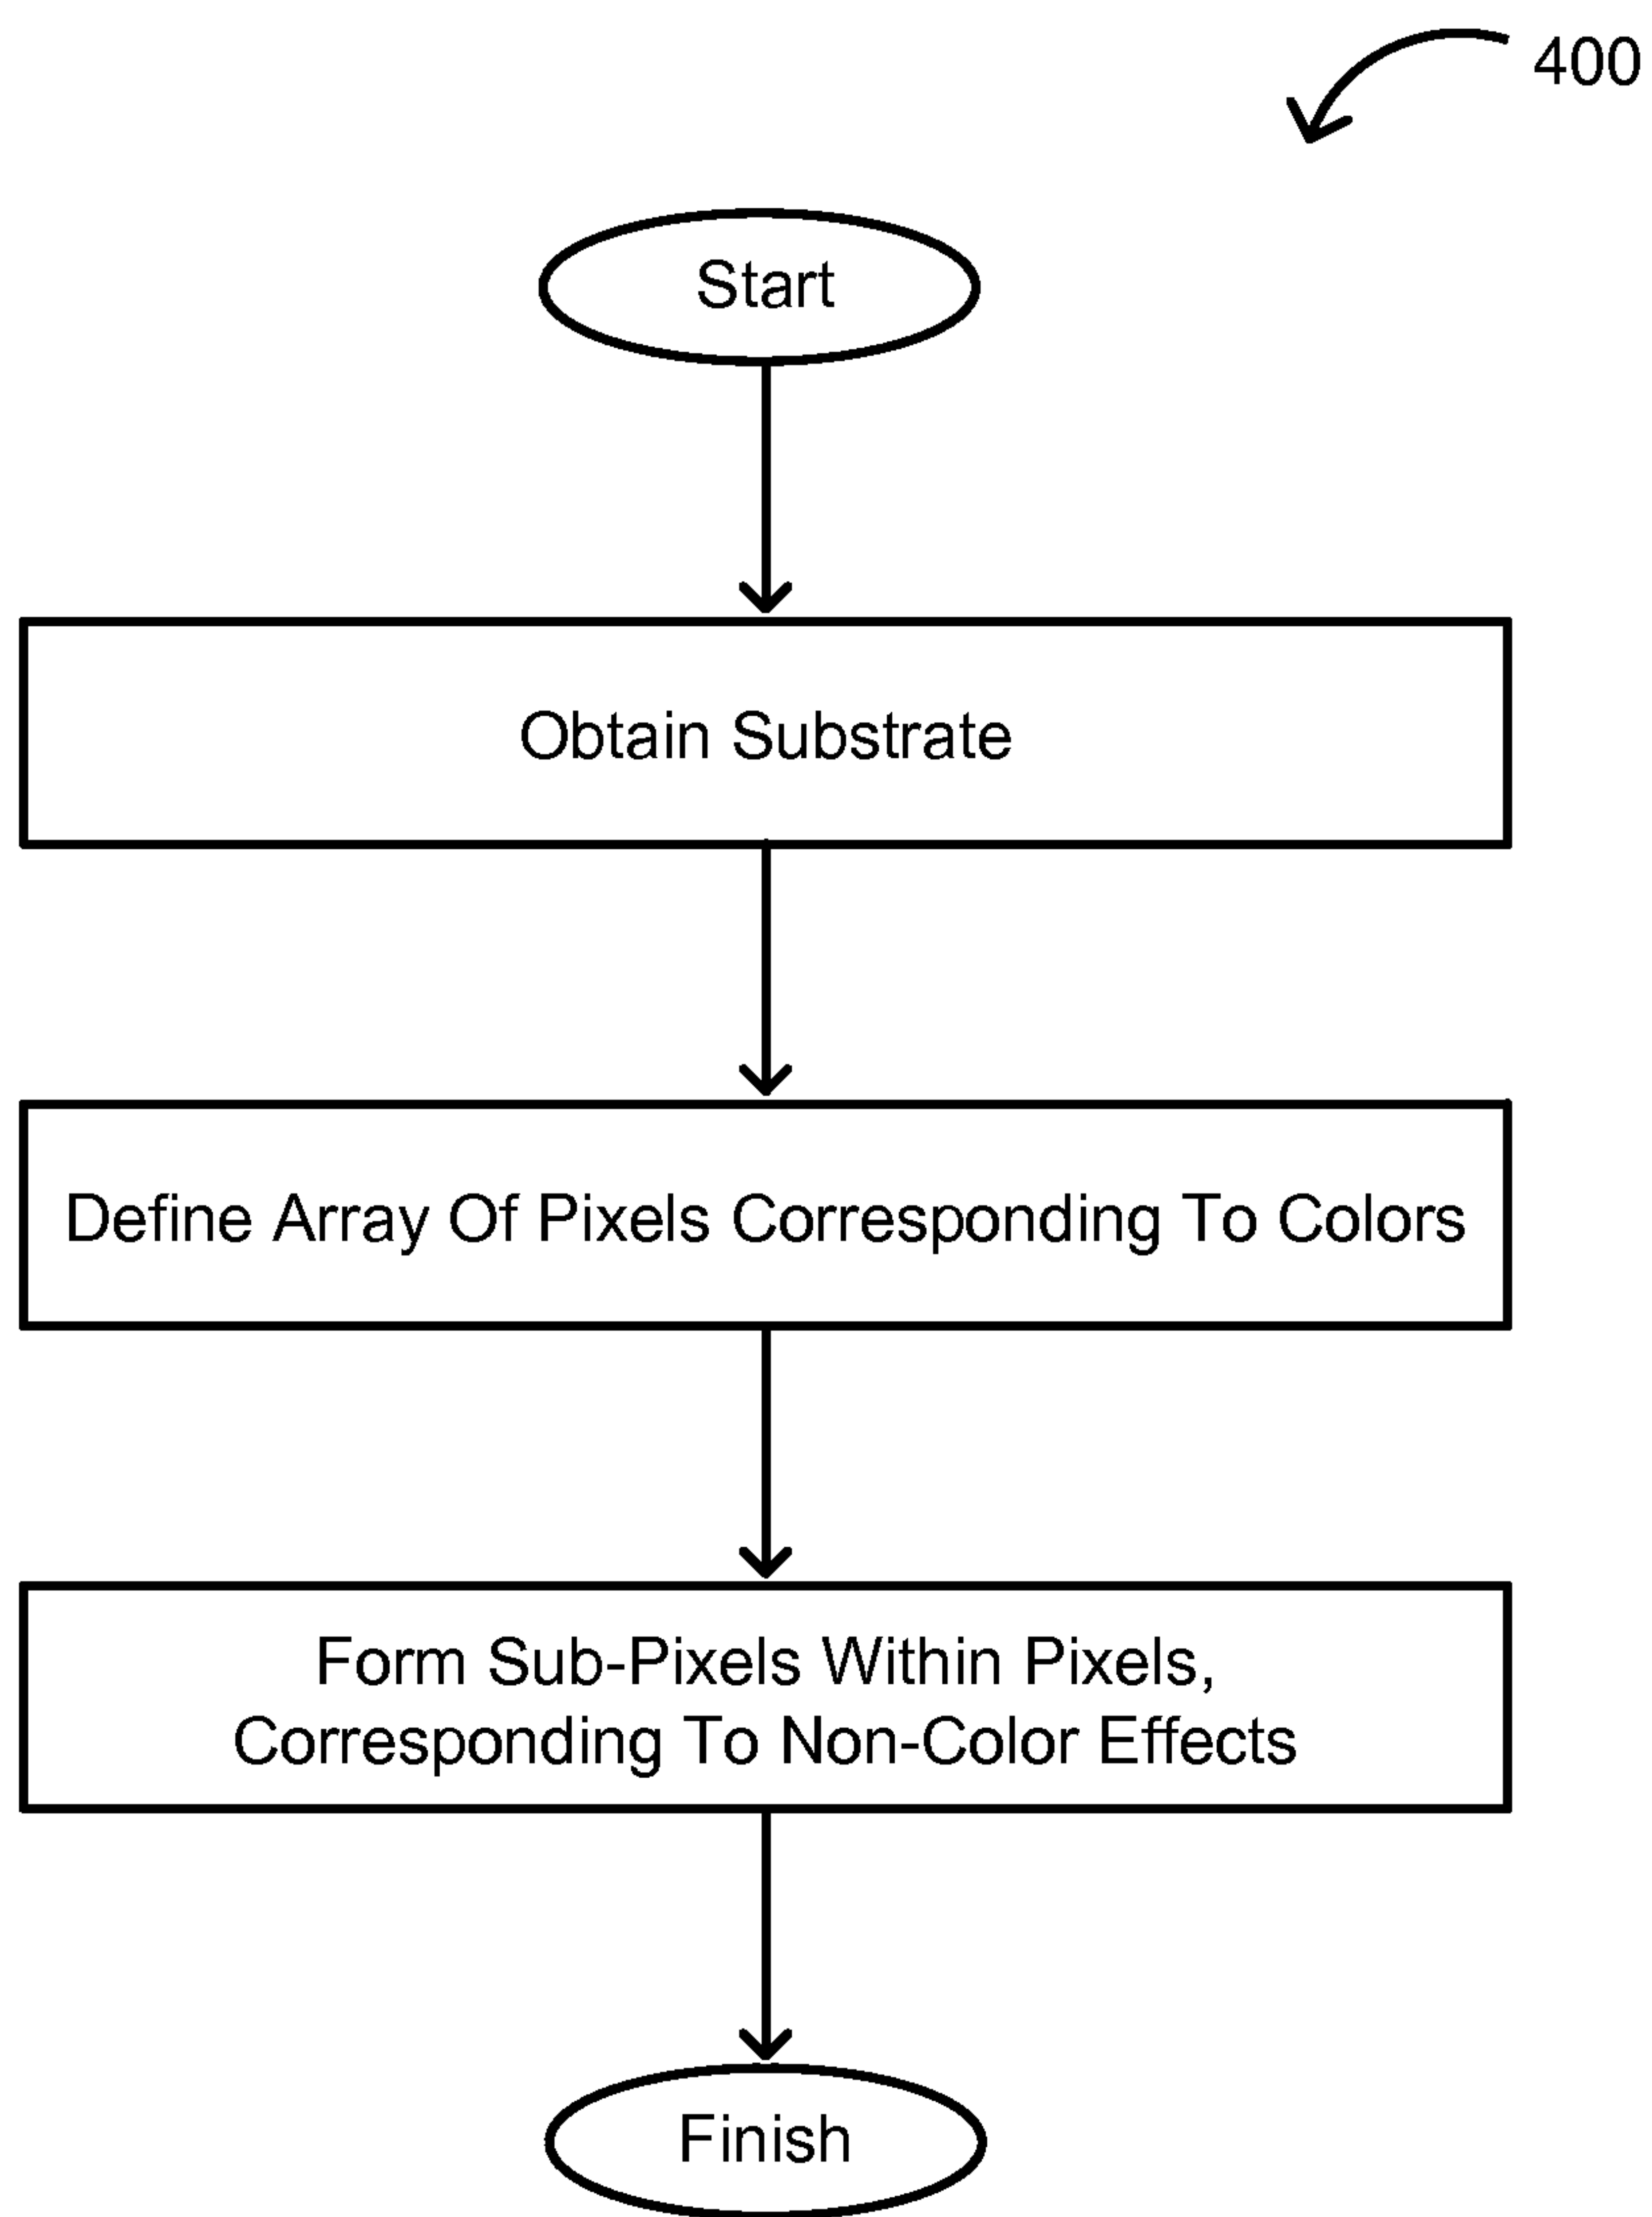 400
Start
Obtain Substrate
Define Array Of Pixels Corresponding To Colors
Form Sub-Pixels Within Pixels,
Corresponding To Non-Color Effects
Finish